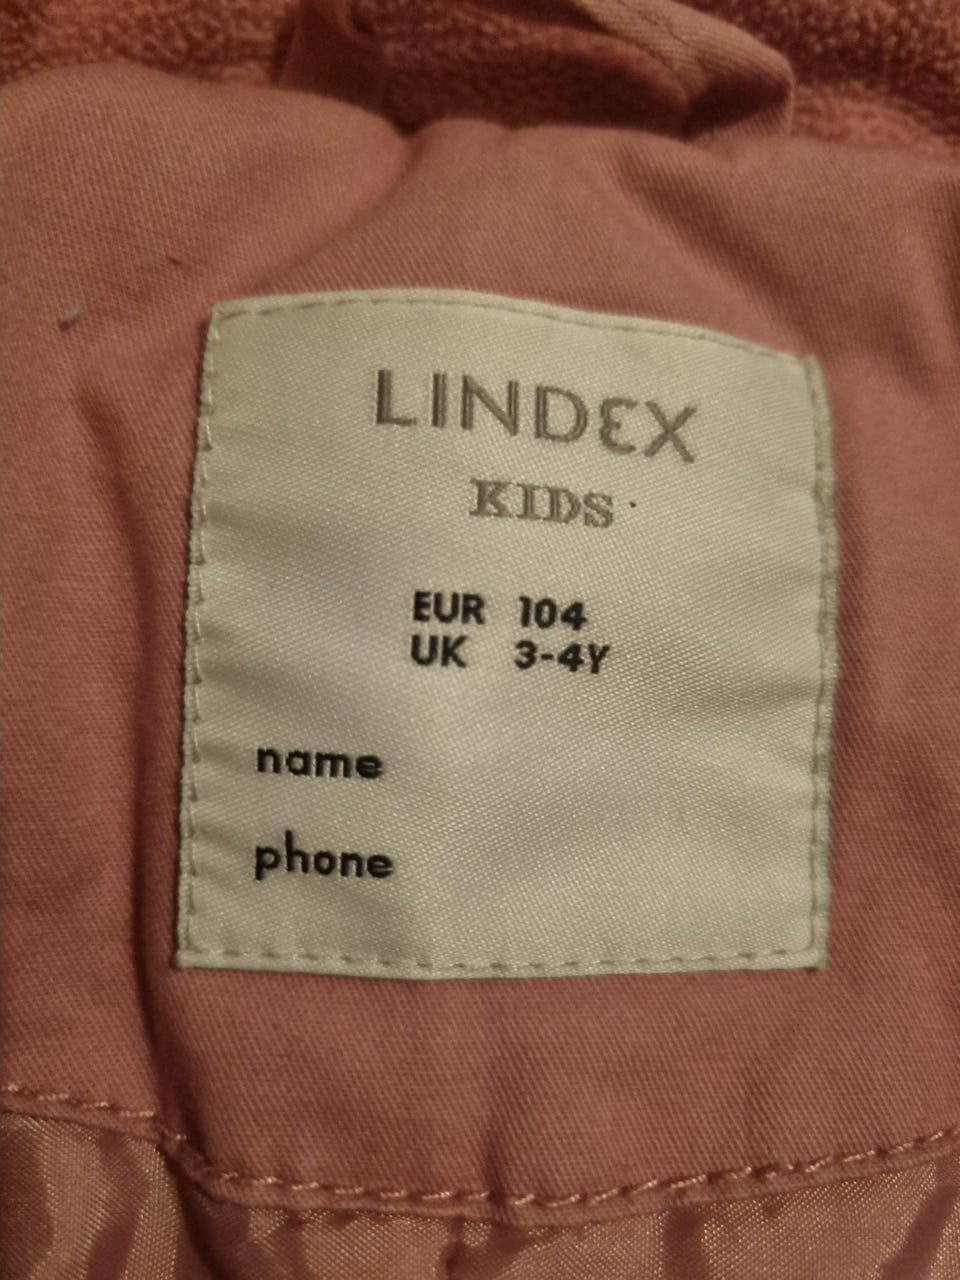 LINDEX
KIDS
EUR 104
UK 3-4Y
name
phone